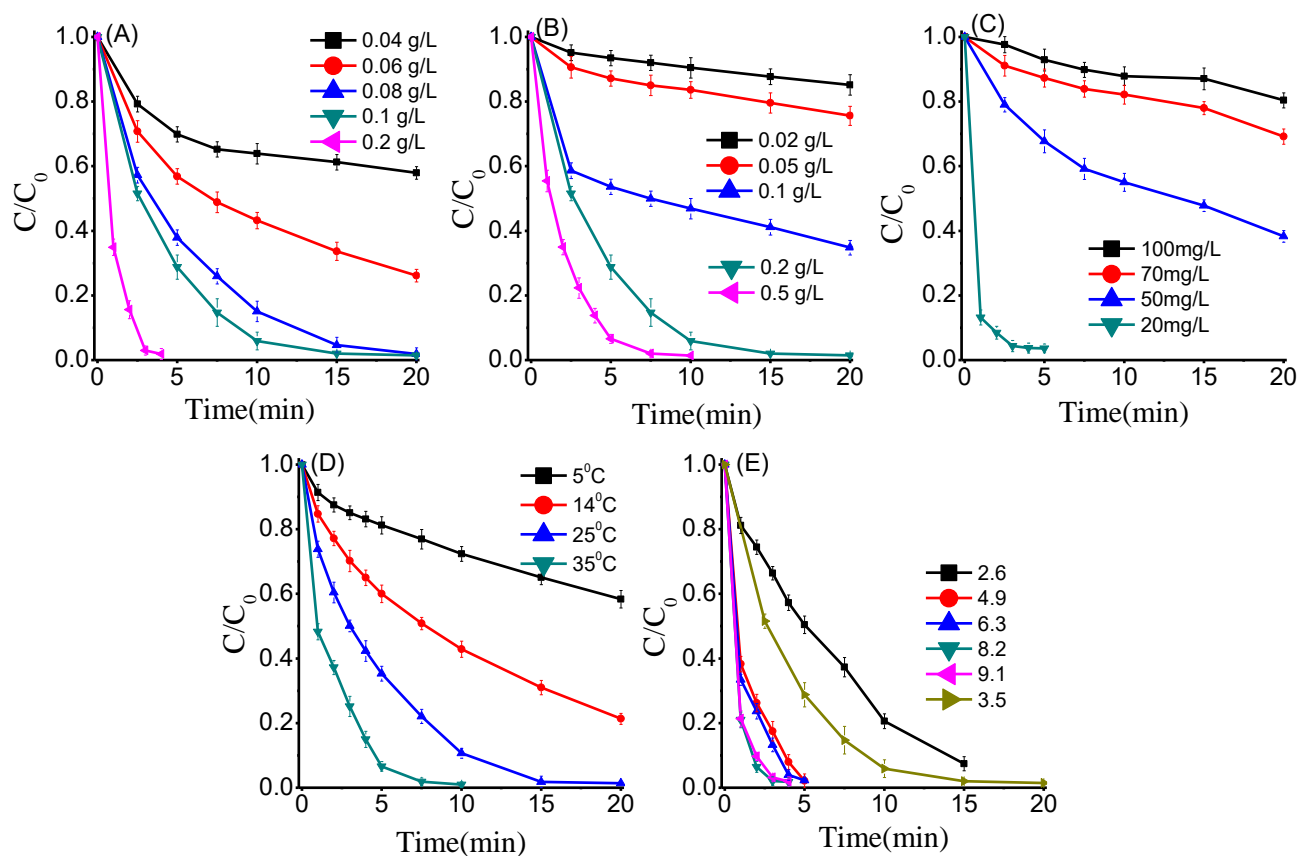 (A)
0.04 g/L
0.06 g/L
0.08 g/L
0.1 g/L
0.2 g/L
1.0
0.8
0.6
0.4
0.2
0.0
C/C0
0 5 10 15 20
Time(min)
(B)
0.02 g/L
0.05 g/L
0.1 g/L
0.2 g/L
0.5 g/L
1.0
0.8
0.6
0.4
0.2
0.0
C/C0
0 5 10 15 20
Time(min)
(C)
100mg/L
70mg/L
50mg/L
20mg/L
1.0
0.8
0.6
0.4
0.2
0.0
C/C0
0 5 10 15 20
Time(min)
(D)
5⁰C
14⁰C
25⁰C
35⁰C
1.0
0.8
0.6
0.4
0.2
0.0
C/C0
0 5 10 15 20
Time(min)
(E)
2.6
4.9
6.3
8.2
9.1
3.5
1.0
0.8
0.6
0.4
0.2
0.0
C/C0
0 5 10 15 20
Time(min)